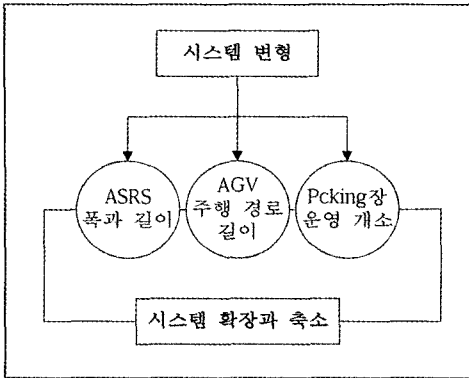 시스템 변형
ASRS
폭과 길이
AGV
주행 경로
길이
Pcking장
운영 개소
시스템 확장과 축소